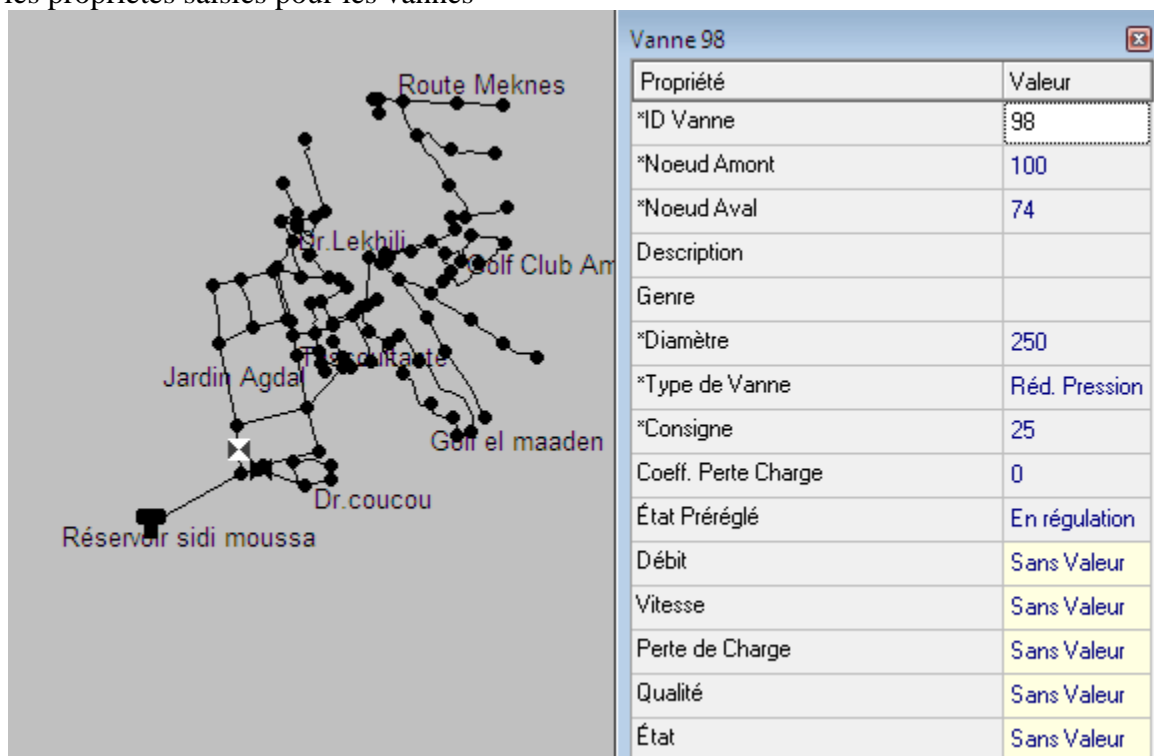 les propriétés saisies pour les vannes
Route Meknes
Dr.Lekhili
Golf Club Am
Tassoultante
Jardin Agdal
Golf el maaden
Dr.coucou
Réservoir sidi moussa
Vanne 98
Propriété Valeur
*ID Vanne 98
*Noeud Amont 100
*Noeud Aval 74
Description
Genre
*Diamètre 250
*Type de Vanne Réd. Pression
*Consigne 25
Coeff. Perte Charge 0
État Préréglé En régulation
Débit Sans Valeur
Vitesse Sans Valeur
Perte de Charge Sans Valeur
Qualité Sans Valeur
État Sans Valeur